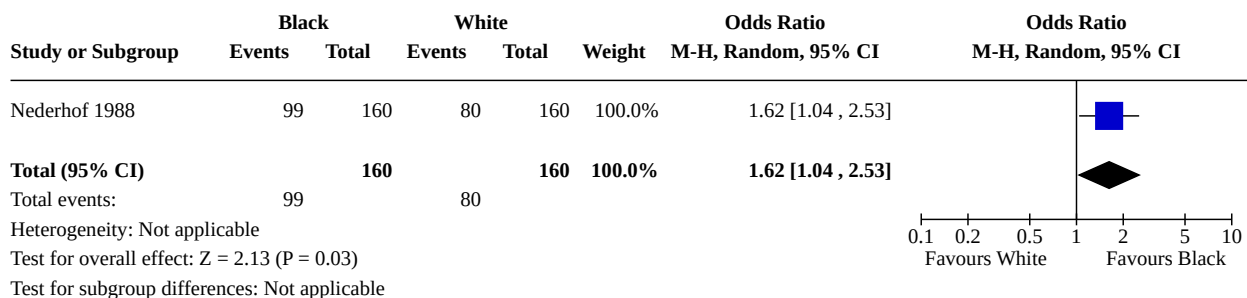 Black White Odds Ratio Odds Ratio
Study or Subgroup Events Total Events Total Weight M-H, Random, 95% CI M-H, Random, 95% CI
Nederhof 1988 99 160 80 160 100.0% 1.62 [1.04 , 2.53]
Total (95% CI) 160 160 100.0% 1.62 [1.04 , 2.53]
Total events: 99 80
Heterogeneity: Not applicable
0.1 0.2 0.5 1 2 5 10
Test for overall effect: Z = 2.13 (P = 0.03) Favours White Favours Black
Test for subgroup differences: Not applicable